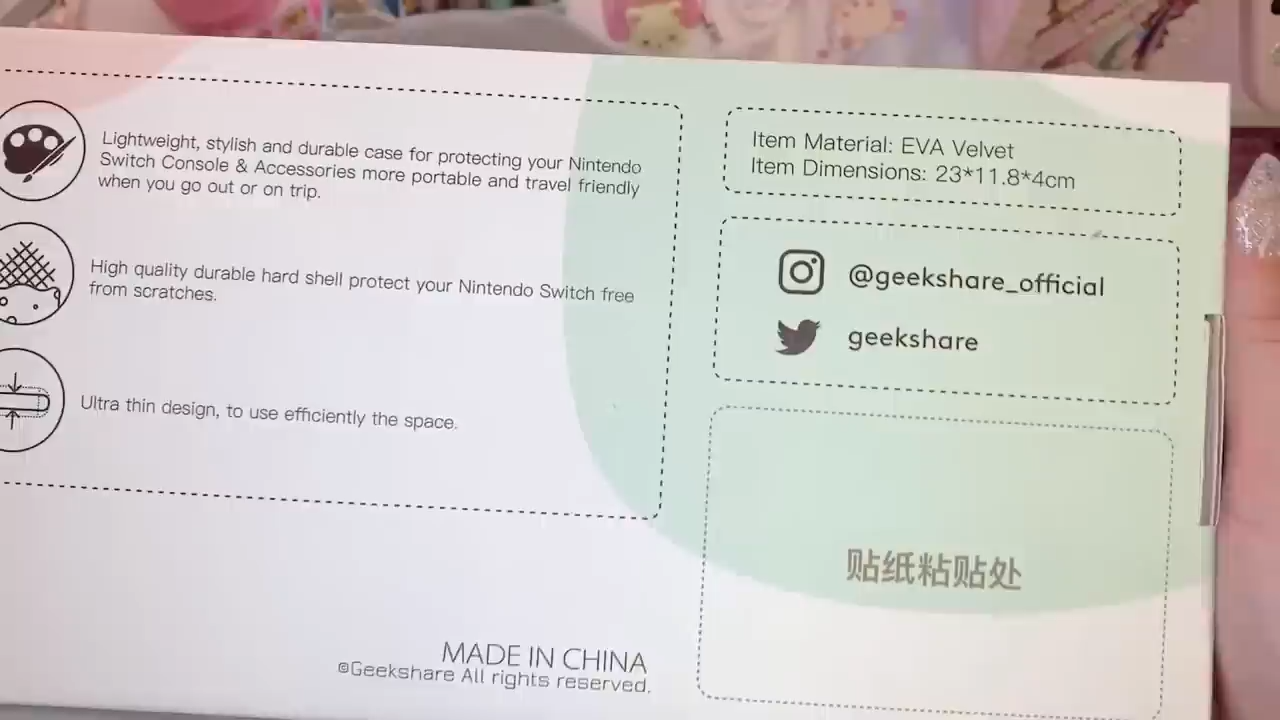 Lightweight, stylish and durable case for protecting your Nintendo
Switch Console & Accessories more portable and travel friendly
when you go out or on trip.
High quality durable hard shell protect your Nintendo Switch free
from scratches.
Ultra thin design, to use efficiently the space.
MADE IN CHINA
©Geekshare All rights reserved.
Item Material: EVA Velvet
Item Dimensions: 23*11.8*4cm
@geekshare_official
geekshare
贴纸粘贴处